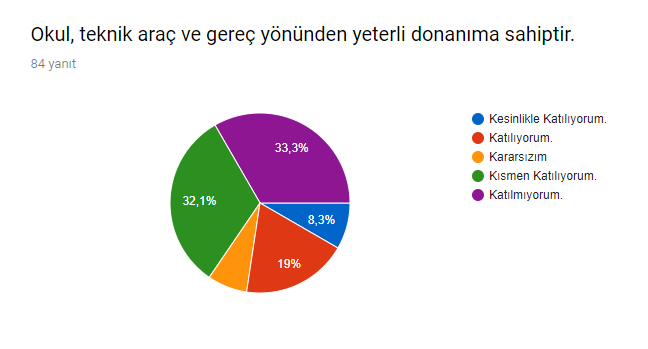 Okul, teknik araç ve gereç yönünden yeterli donanıma sahiptir.
84 yanıt
33,3%
32,1%
8,3%
19%
Kesinlikle Katılıyorum.
Katılıyorum.
Kararsızım
Kısmen Katılıyorum.
Katılmıyorum.